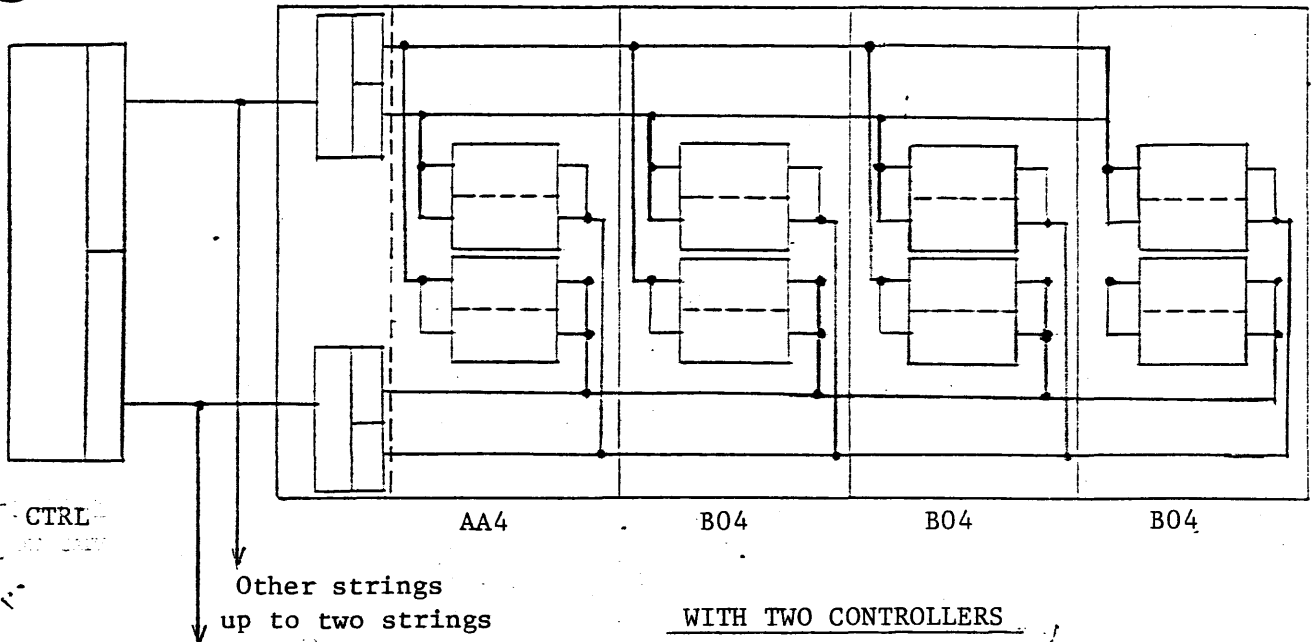 CTRL
AA4 B04 B04 B04
Other strings
up to two strings
WITH TWO CONTROLLERS